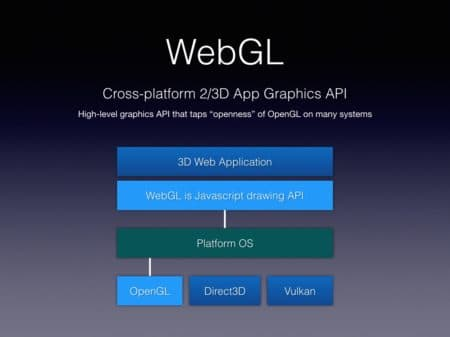 WebGL
Cross-platform 2/3D App Graphics API
High-level graphics API that taps “openness” of OpenGL on many systems
3D Web Application
WebGL is Javascript drawing API
Platform OS
OpenGL
Direct3D
Vulkan